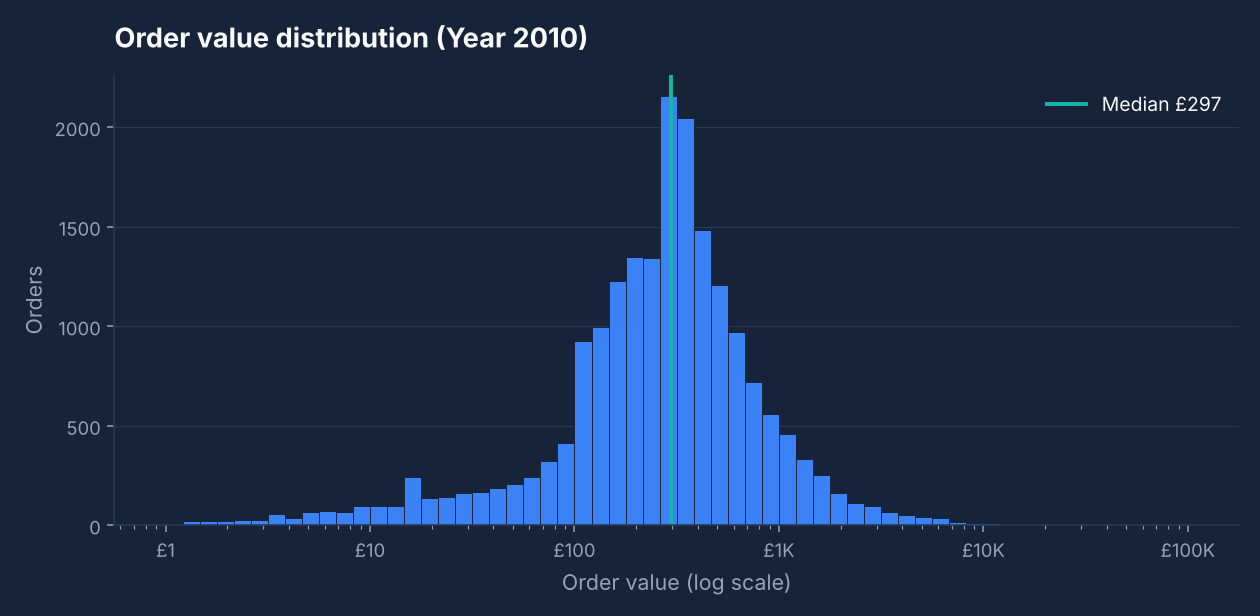 Order value distribution (Year 2010)
Median £297
2000
1500
1000
500
0
Orders
£1 £10 £100 £1K £10K £100K
Order value (log scale)